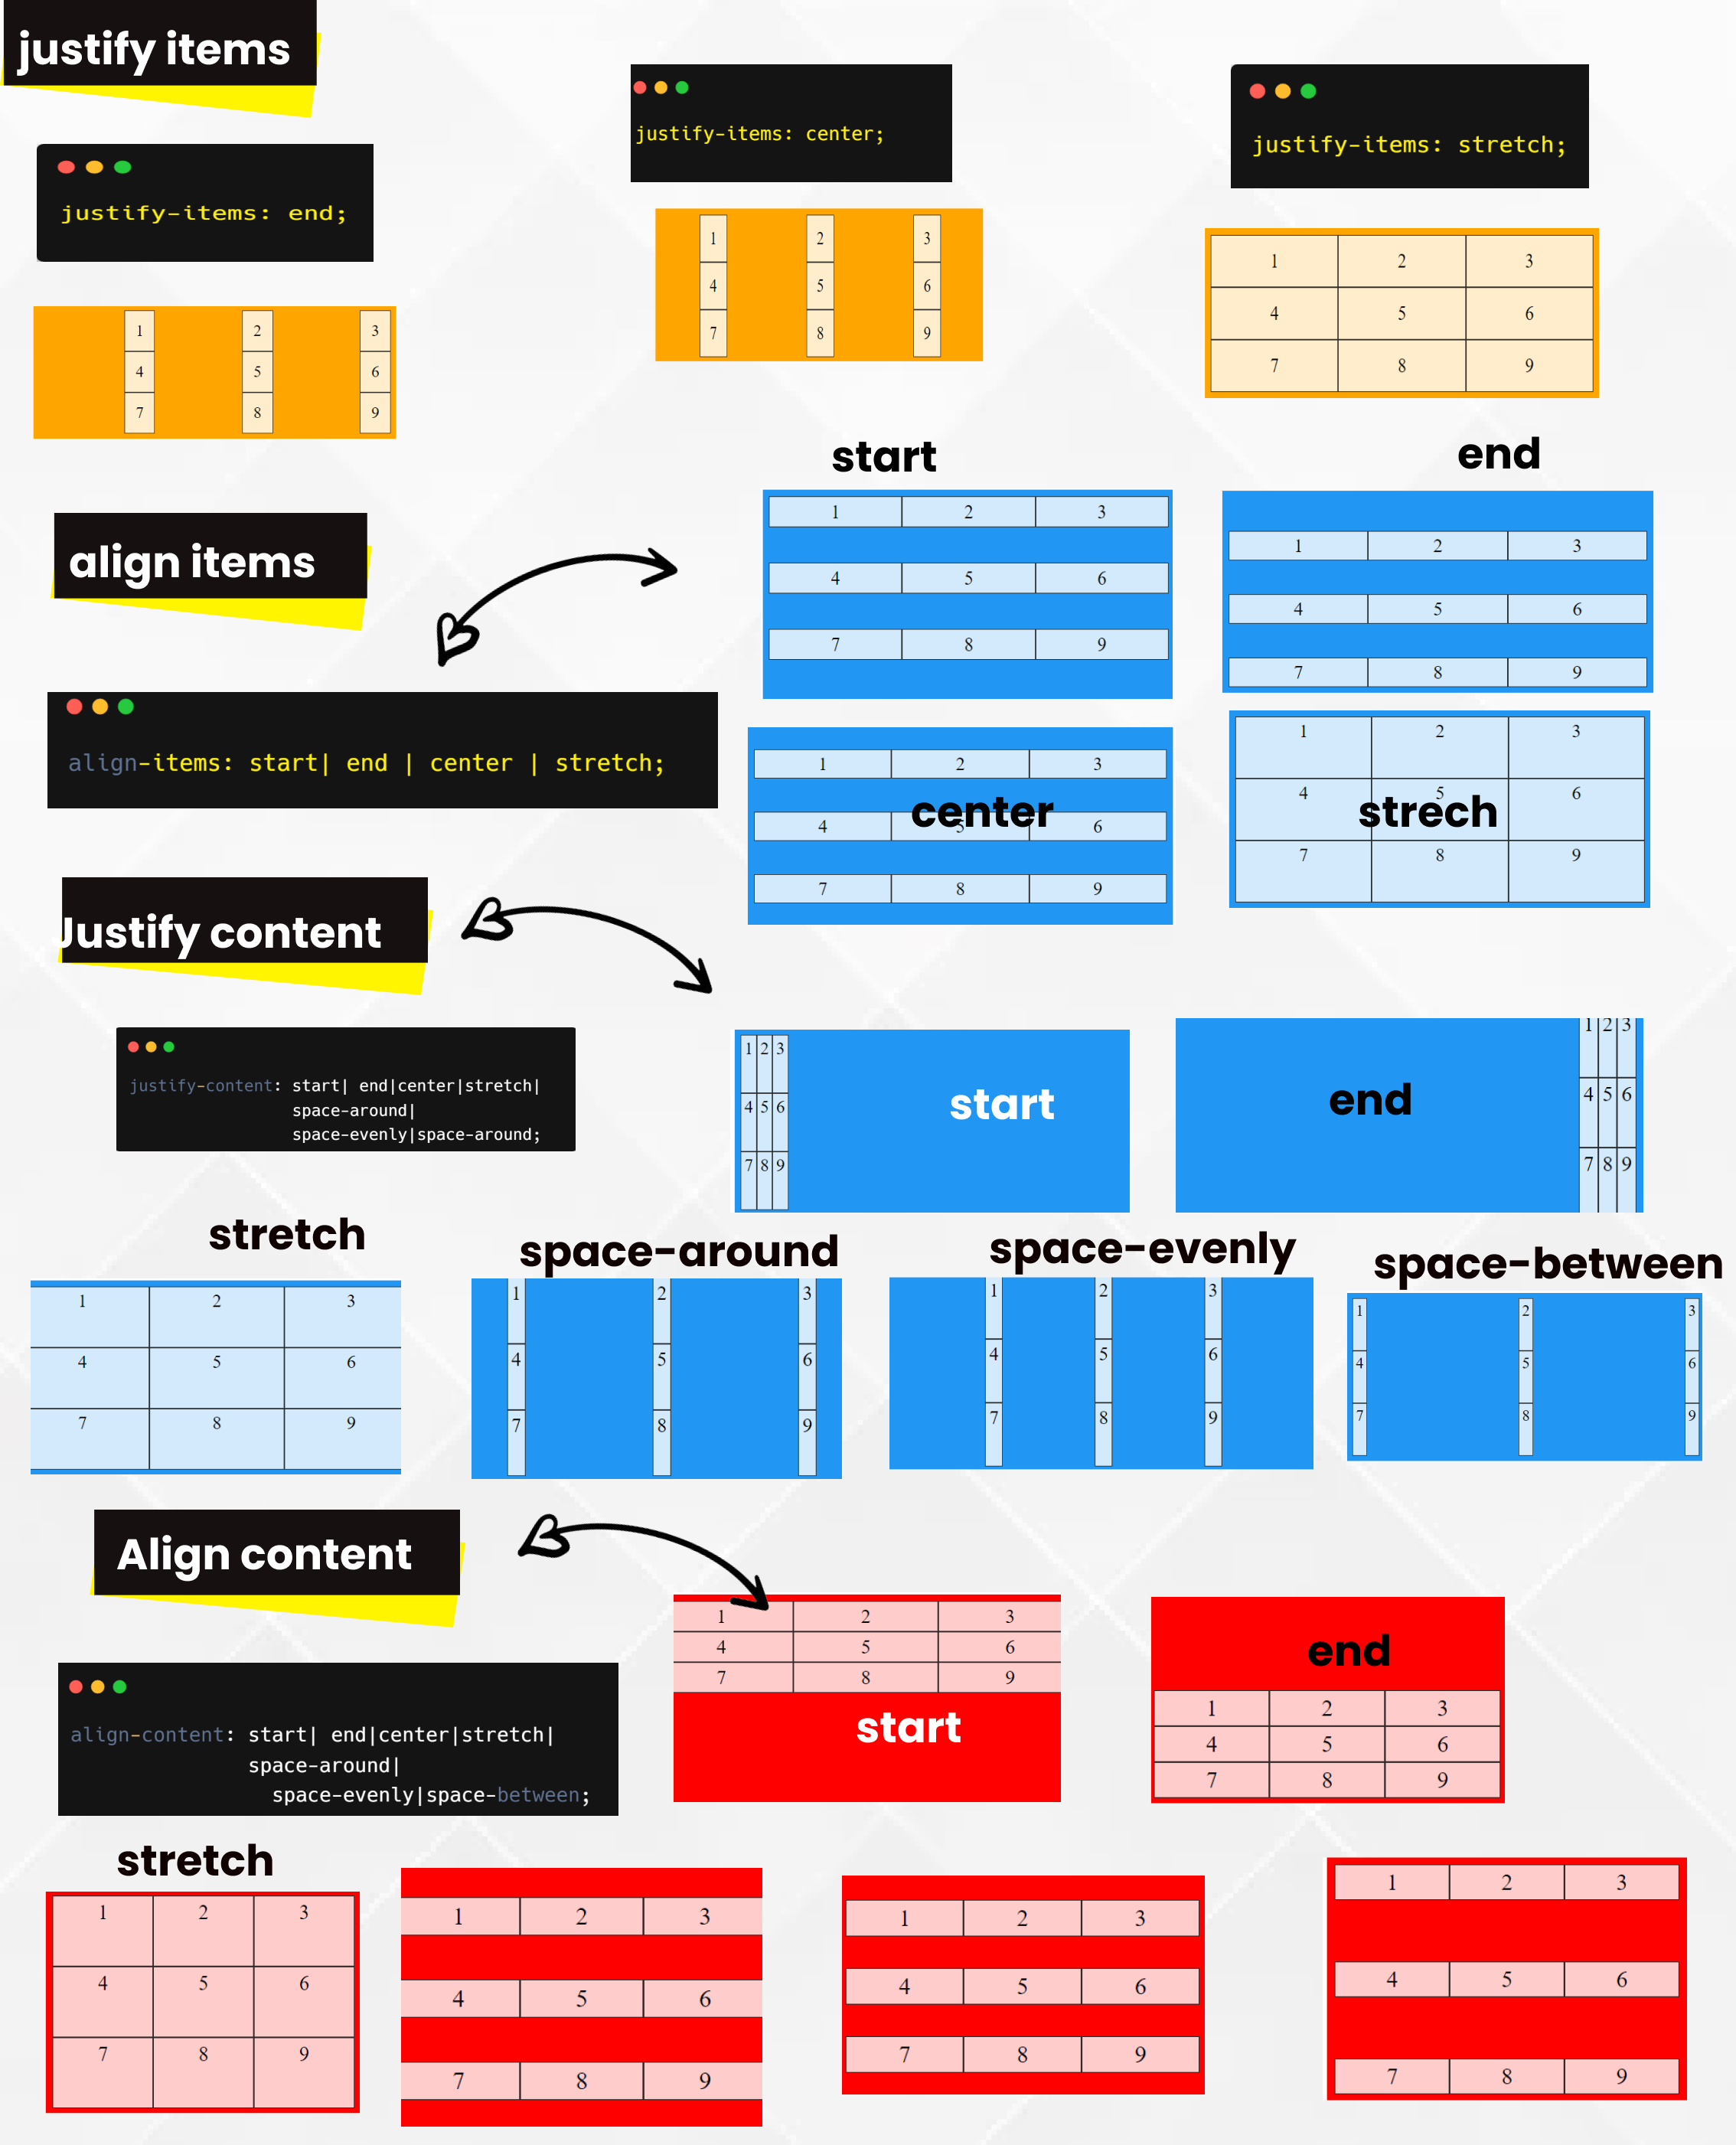 justify items
justify-items: end;
justify-items: center;
justify-items: stretch;
1 2 3
4 5 6
7 8 9
1 2 3
4 5 6
7 8 9
1 2 3
4 5 6
7 8 9
align items
align-items: start| end | center | stretch;
start
1 2 3
4 5 6
7 8 9
end
1 2 3
4 5 6
7 8 9
center
1 2 3
4 5 6
7 8 9
strech
1 2 3
4 5 6
7 8 9
Justify content
justify-content: start| end|center|stretch|
space-around|
space-evenly|space-around;
start
1 2 3
4 5 6
7 8 9
end
1 2 3
4 5 6
7 8 9
stretch
1 2 3
4 5 6
7 8 9
space-around
1 2 3
4 5 6
7 8 9
space-evenly
1 2 3
4 5 6
7 8 9
space-between
1 2 3
4 5 6
7 8 9
Align content
align-content: start| end|center|stretch|
space-around|
space-evenly|space-between;
1 2 3
4 5 6
7 8 9
start
end
1 2 3
4 5 6
7 8 9
stretch
1 2 3
4 5 6
7 8 9
1 2 3
4 5 6
7 8 9
1 2 3
4 5 6
7 8 9
1 2 3
4 5 6
7 8 9